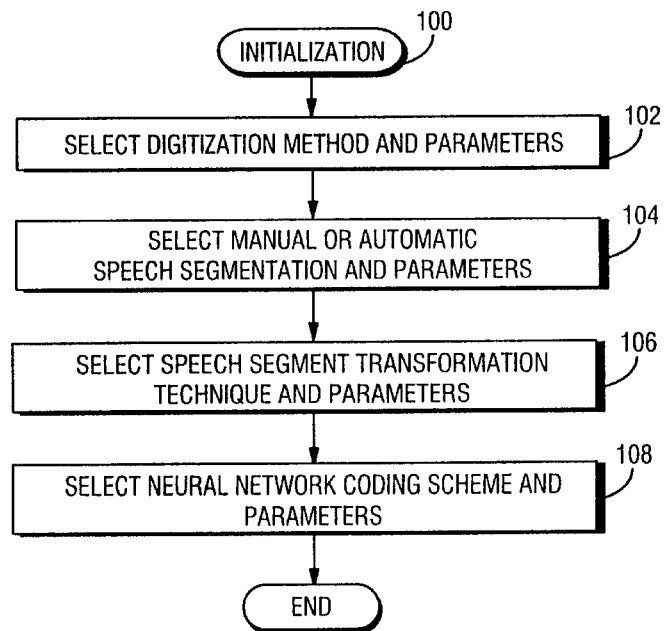 100
INITIALIZATION
102
SELECT DIGITIZATION METHOD AND PARAMETERS
104
SELECT MANUAL OR AUTOMATIC
SPEECH SEGMENTATION AND PARAMETERS
106
SELECT SPEECH SEGMENT TRANSFORMATION
TECHNIQUE AND PARAMETERS
108
SELECT NEURAL NETWORK CODING SCHEME AND
PARAMETERS
END